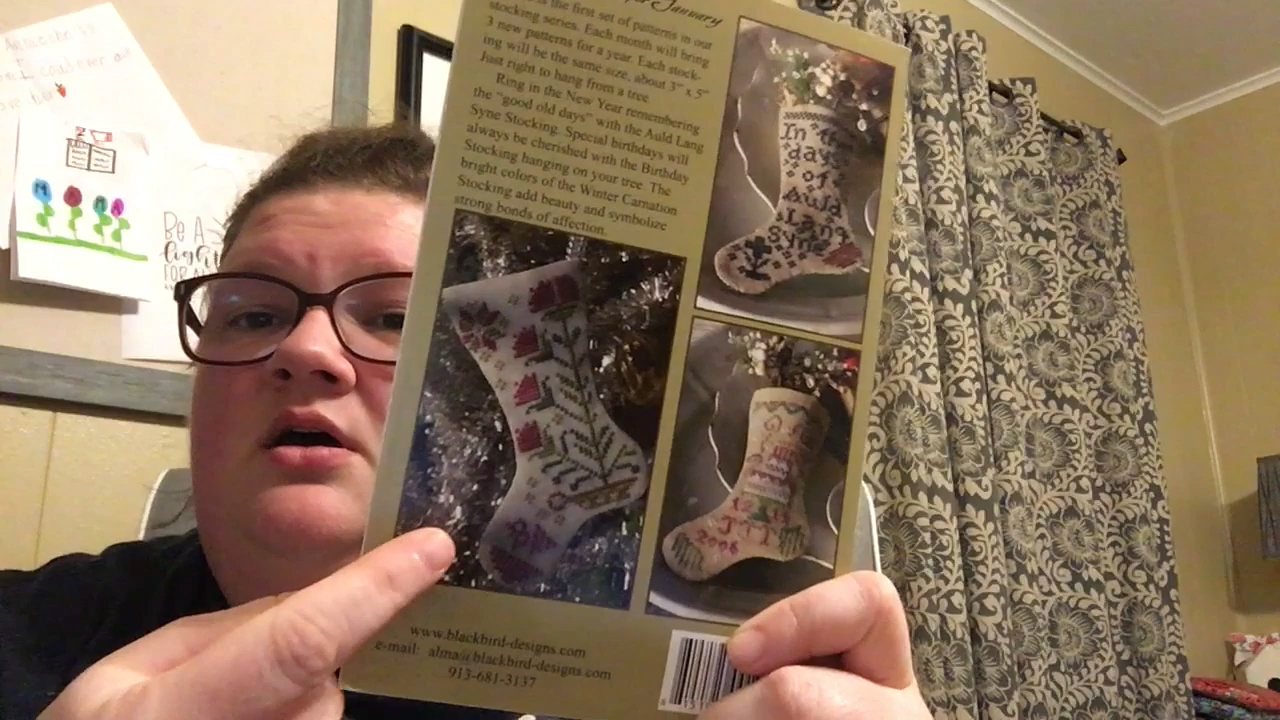 January
is the first set of patterns in our
stocking series. Each month will bring
3 new patterns for a year. Each stock-
ing will be the same size, about 3" x 5"
Just right to hang from a tree.
Ring in the New Year remembering
the "good old days" with the Auld Lang
Syne Stocking. Special birthdays will
always be cherished with the Birthday
Stocking hanging on your tree. The
bright colors of the Winter Carnation
Stocking add beauty and symbolize
strong bonds of affection.
In
days
of
Auld
Lang
Syne
2006
www.blackbird-designs.com
e-mail: alma@blackbird-designs.com
913-681-3137
I could ever
BE A
light
FOR